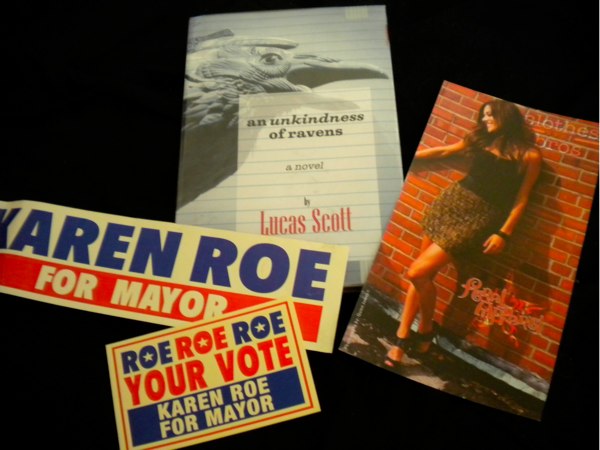 an unkindness
of ravens
a novel
by
Lucas Scott
clothes
KAREN ROE
FOR MAYOR
ROE ROE ROE
YOUR VOTE
KAREN ROE
FOR MAYOR